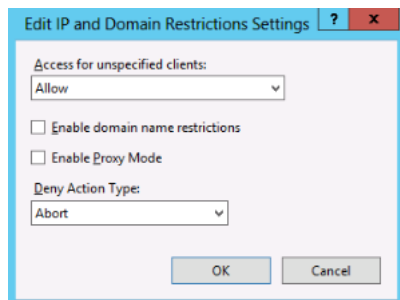 Edit IP and Domain Restrictions Settings ? x
Access for unspecified clients:
Allow
Enable domain name restrictions
Enable Proxy Mode
Deny Action Type:
Abort
OK Cancel